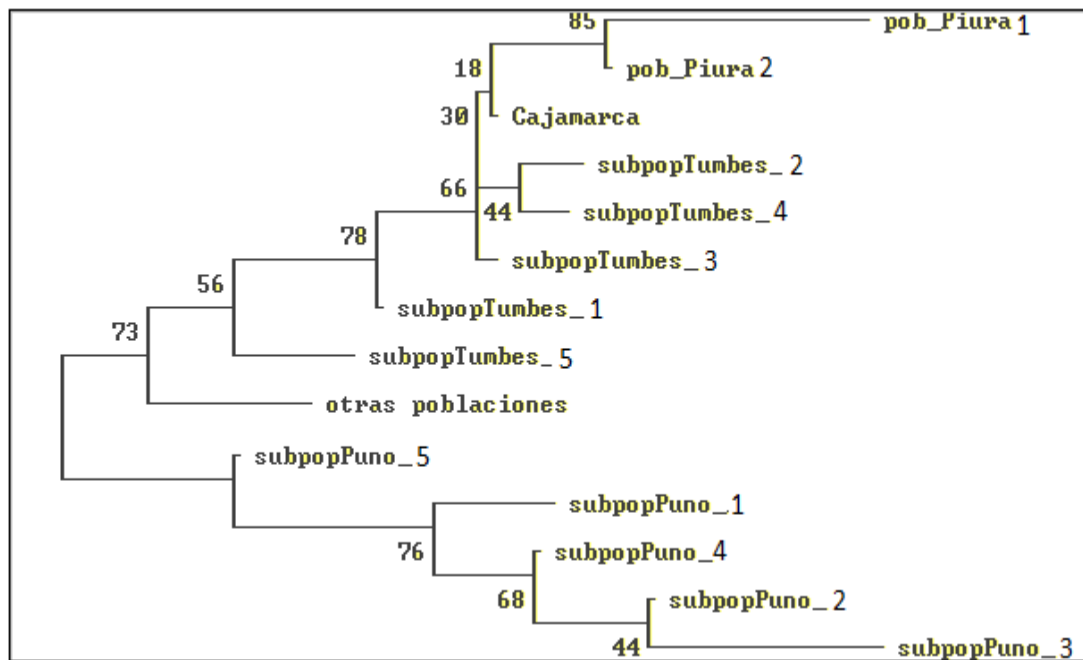 85
pob_Piura 1
18
pob_Piura 2
30
Cajamarca
subpopTumbes_ 2
66
44
subpopTumbes_ 4
78
subpopTumbes_ 3
56
subpopTumbes_ 1
73
subpopTumbes_ 5
otras poblaciones
subpopPuno_ 5
subpopPuno_ 1
76
subpopPuno_ 4
68
subpopPuno_ 2
44
subpopPuno_ 3